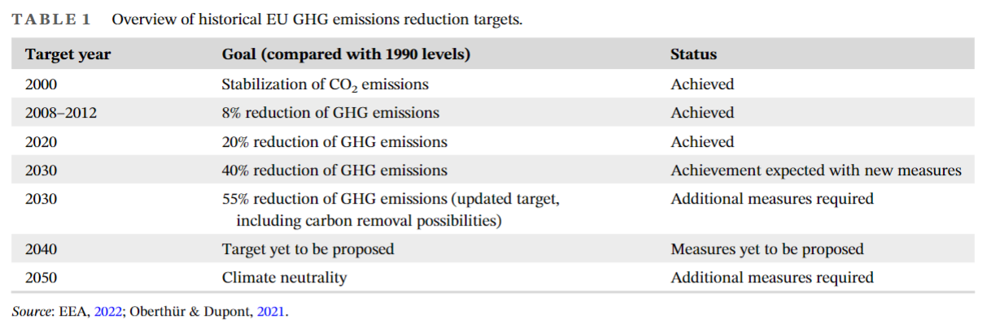 TABLE 1 Overview of historical EU GHG emissions reduction targets.
Target year Goal (compared with 1990 levels) Status
2000 Stabilization of CO₂ emissions Achieved
2008–2012 8% reduction of GHG emissions Achieved
2020 20% reduction of GHG emissions Achieved
2030 40% reduction of GHG emissions Achievement expected with new measures
2030 55% reduction of GHG emissions (updated target, Additional measures required
including carbon removal possibilities)
2040 Target yet to be proposed Measures yet to be proposed
2050 Climate neutrality Additional measures required
Source: EEA, 2022; Oberthür & Dupont, 2021.